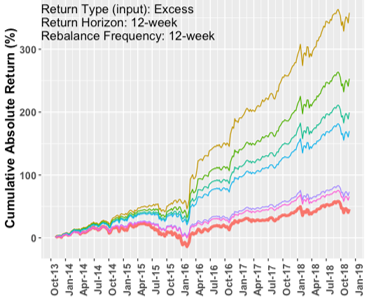 Return Type (input): Excess
Return Horizon: 12-week
Rebalance Frequency: 12-week
Cumulative Absolute Return (%)
300
200
100
0
Oct-13
Jan-14
Apr-14
Jul-14
Oct-14
Jan-15
Apr-15
Jul-15
Oct-15
Jan-16
Apr-16
Jul-16
Oct-16
Jan-17
Apr-17
Jul-17
Oct-17
Jan-18
Apr-18
Jul-18
Oct-18
Jan-19